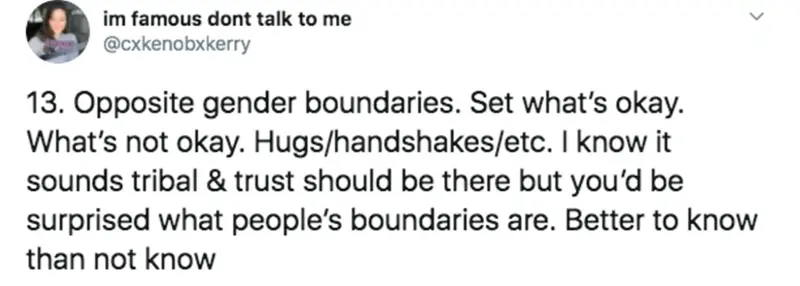 im famous dont talk to me
@cxkenobxkerry
13. Opposite gender boundaries. Set what's okay.
What's not okay. Hugs/handshakes/etc. I know it
sounds tribal & trust should be there but you'd be
surprised what people's boundaries are. Better to know
than not know